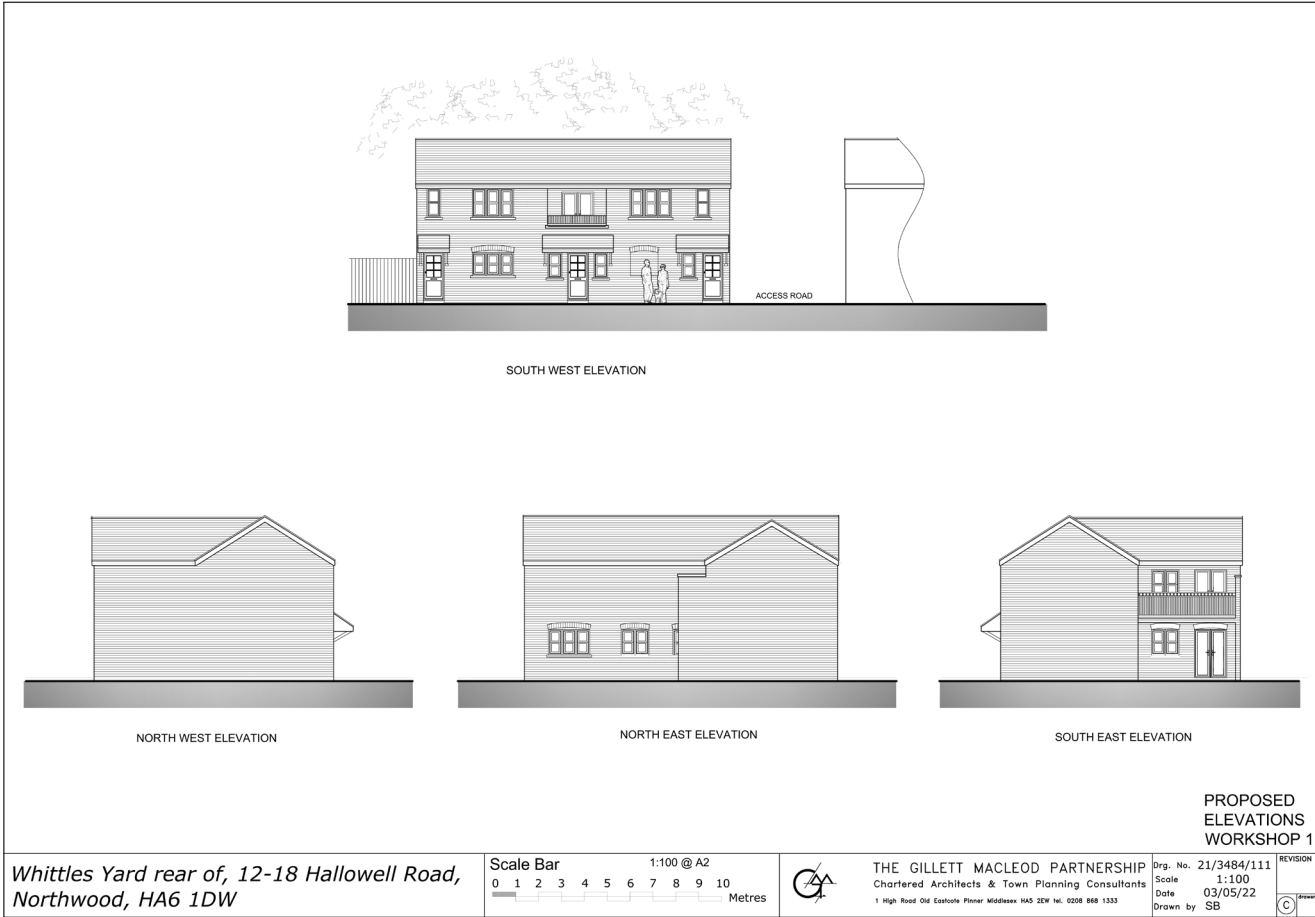 ACCESS ROAD
SOUTH WEST ELEVATION
NORTH WEST ELEVATION
NORTH EAST ELEVATION
SOUTH EAST ELEVATION
PROPOSED
ELEVATIONS
WORKSHOP 1
Whittles Yard rear of, 12-18 Hallowell Road,
Northwood, HA6 1DW
Scale Bar 1:100 @ A2
0 1 2 3 4 5 6 7 8 9 10
Metres
THE GILLETT MACLEOD PARTNERSHIP
Chartered Architects & Town Planning Consultants
1 High Road Old Eastcote Pinner Middlesex HA5 2EW tel. 0208 868 1333
Drg. No. 21/3484/111
Scale 1:100
Date 03/05/22
Drawn by SB
REVISION
C